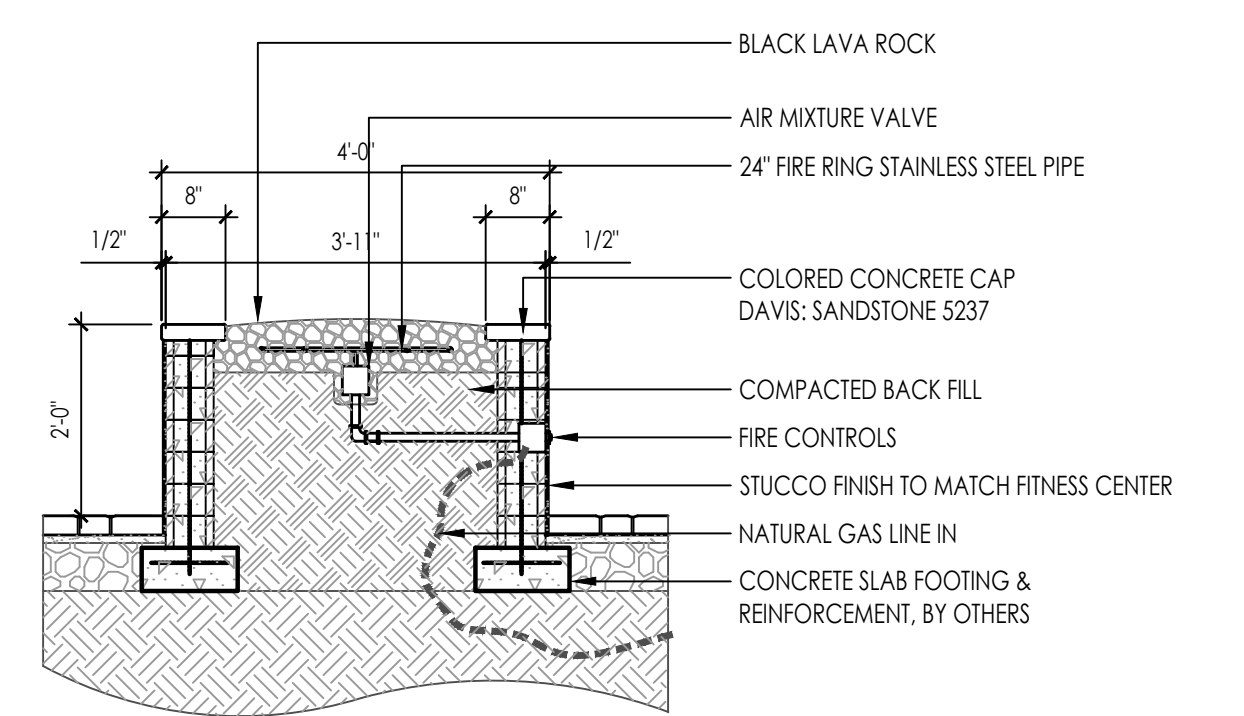 BLACK LAVA ROCK
AIR MIXTURE VALVE
4'-0"
24" FIRE RING STAINLESS STEEL PIPE
8"
8"
1/2"
3'-11"
1/2"
COLORED CONCRETE CAP
DAVIS: SANDSTONE 5237
COMPACTED BACK FILL
2'-0"
FIRE CONTROLS
STUCCO FINISH TO MATCH FITNESS CENTER
NATURAL GAS LINE IN
CONCRETE SLAB FOOTING &
REINFORCEMENT, BY OTHERS